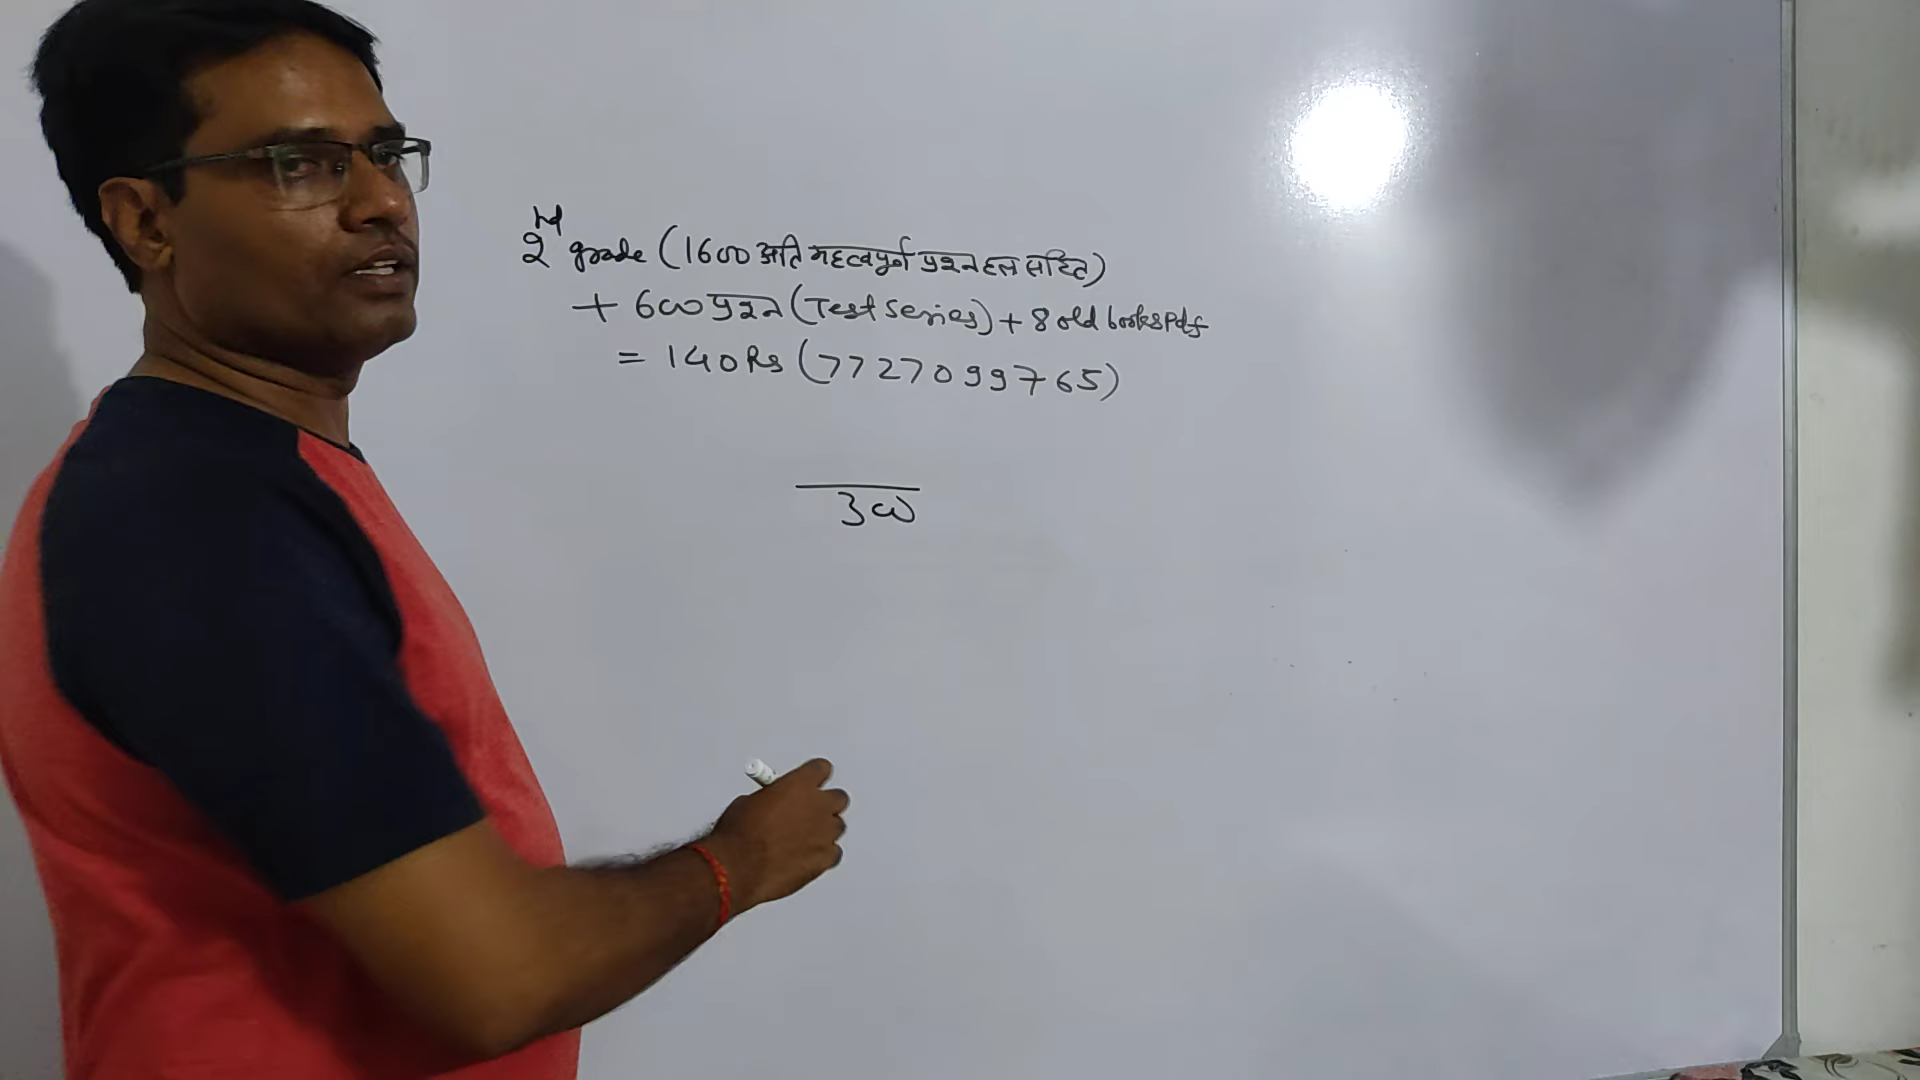 2nd grade (1600 अति महत्वपूर्ण प्रश्न हल सहित)
+ 600 प्रश्न (Test Series) + 8 old books Pdf
= 140 Rs (7727099765)
300